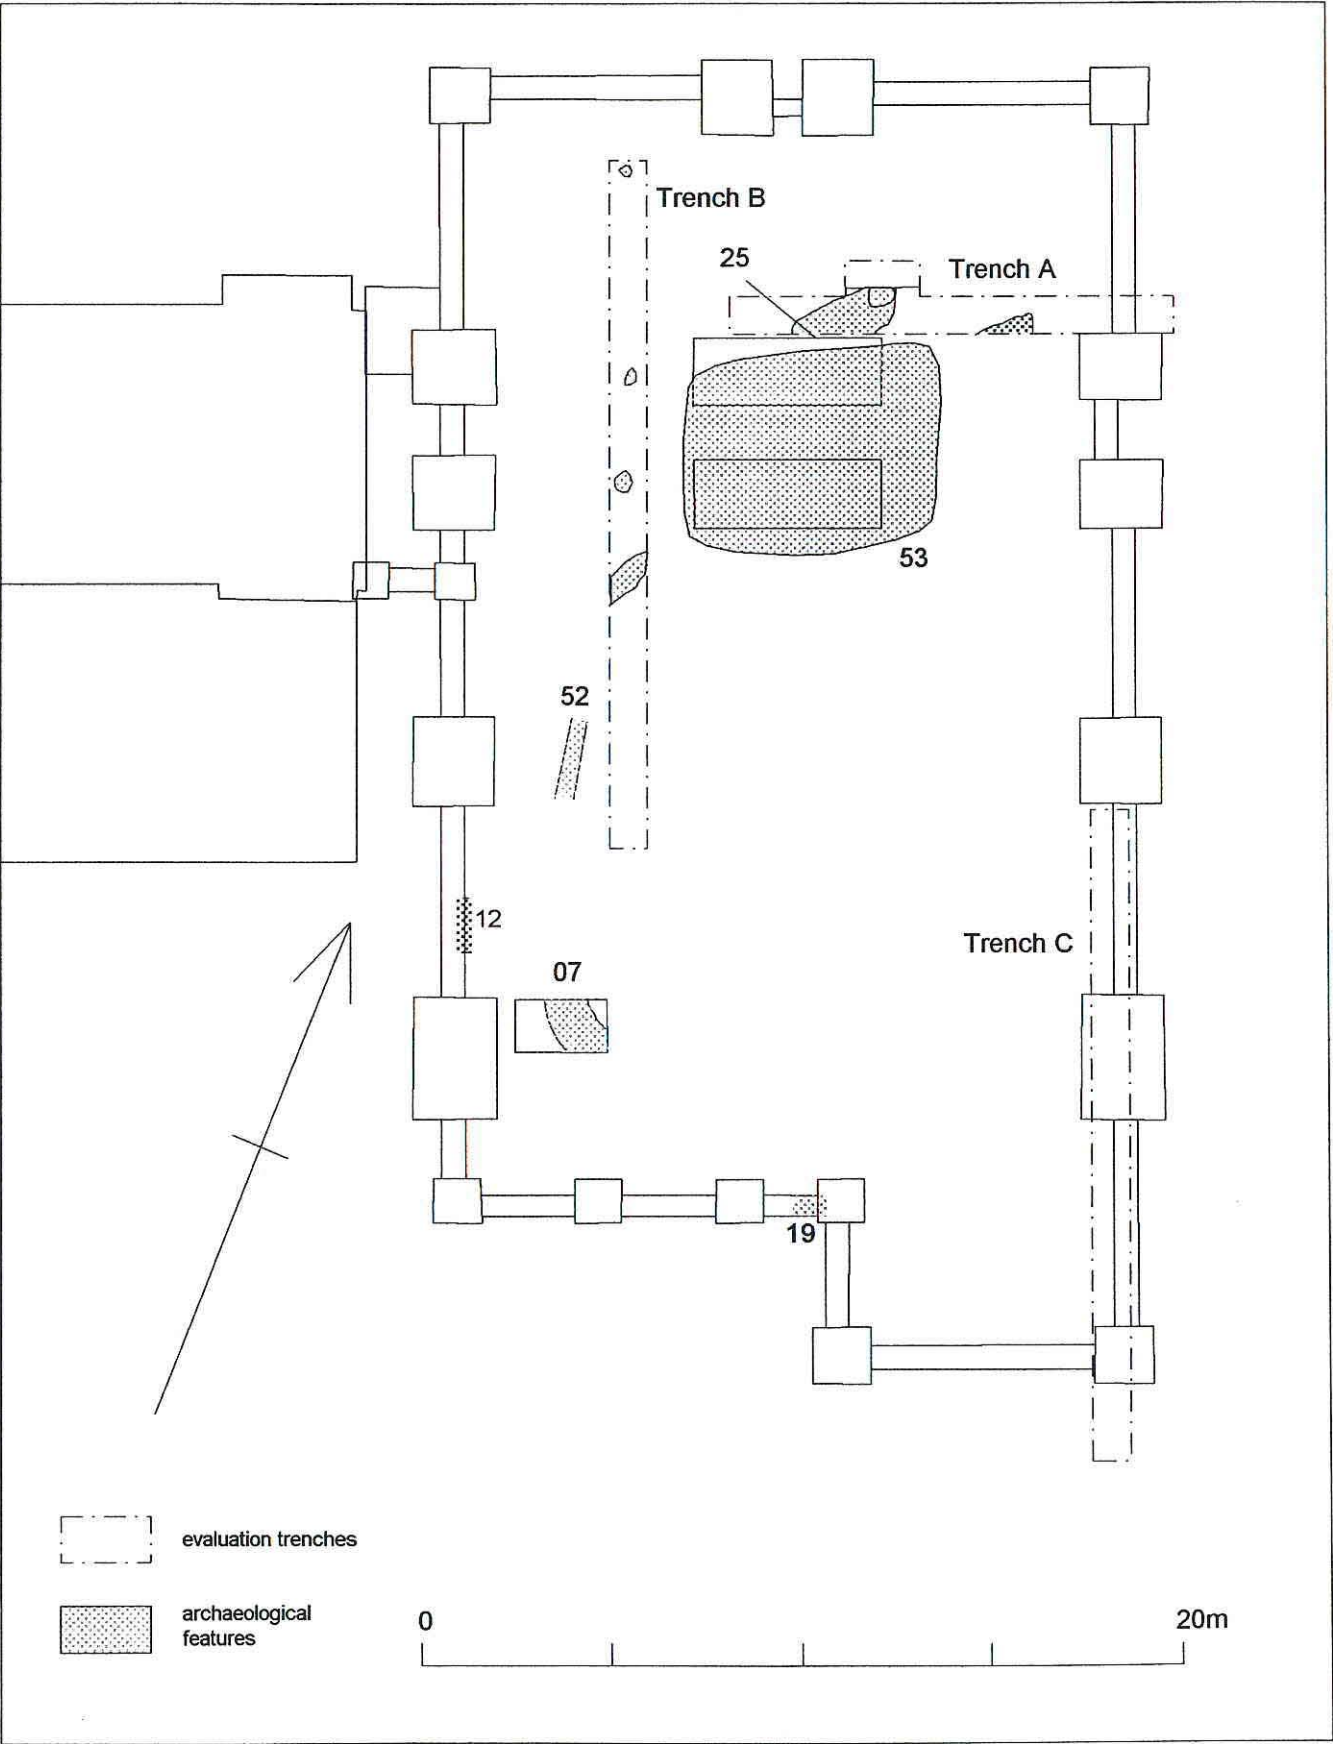 Trench B
25
Trench A
53
52
12
Trench C
07
19
evaluation trenches
archaeological
features
0
20m